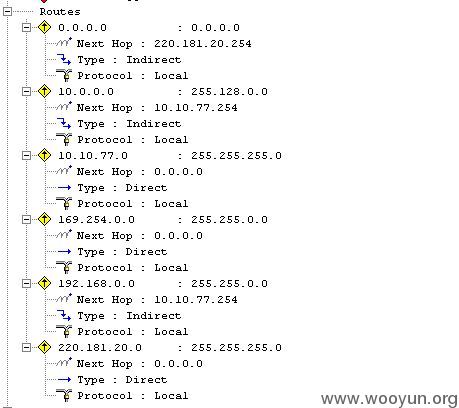 Routes
0.0.0.0 : 0.0.0.0
Next Hop : 220.181.20.254
Type : Indirect
Protocol : Local
10.0.0.0 : 255.128.0.0
Next Hop : 10.10.77.254
Type : Indirect
Protocol : Local
10.10.77.0 : 255.255.255.0
Next Hop : 0.0.0.0
Type : Direct
Protocol : Local
169.254.0.0 : 255.255.0.0
Next Hop : 0.0.0.0
Type : Direct
Protocol : Local
192.168.0.0 : 255.255.0.0
Next Hop : 10.10.77.254
Type : Indirect
Protocol : Local
220.181.20.0 : 255.255.255.0
Next Hop : 0.0.0.0
Type : Direct
Protocol : Local
www.wooyun.org